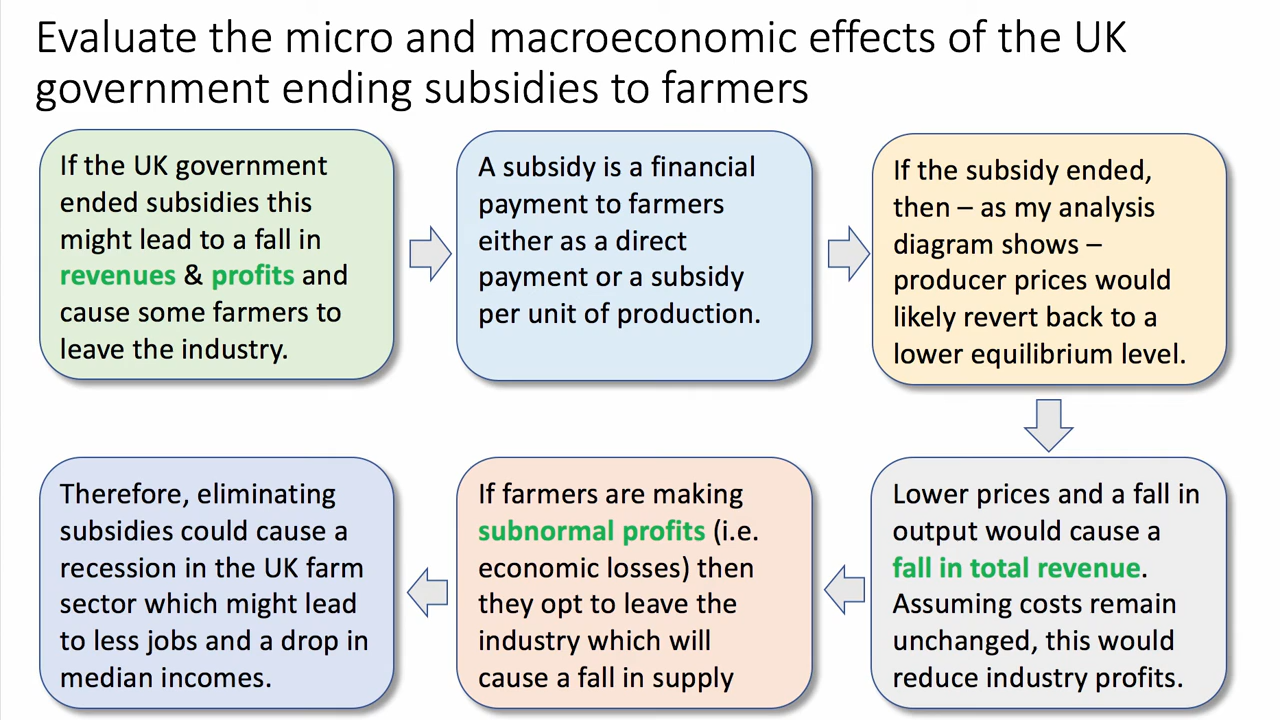 Evaluate the micro and macroeconomic effects of the UK
government ending subsidies to farmers
If the UK government
ended subsidies this
might lead to a fall in
revenues & profits and
cause some farmers to
leave the industry.
A subsidy is a financial
payment to farmers
either as a direct
payment or a subsidy
per unit of production.
If the subsidy ended,
then – as my analysis
diagram shows –
producer prices would
likely revert back to a
lower equilibrium level.
Lower prices and a fall in
output would cause a
fall in total revenue.
Assuming costs remain
unchanged, this would
reduce industry profits.
If farmers are making
subnormal profits (i.e.
economic losses) then
they opt to leave the
industry which will
cause a fall in supply
Therefore, eliminating
subsidies could cause a
recession in the UK farm
sector which might lead
to less jobs and a drop in
median incomes.